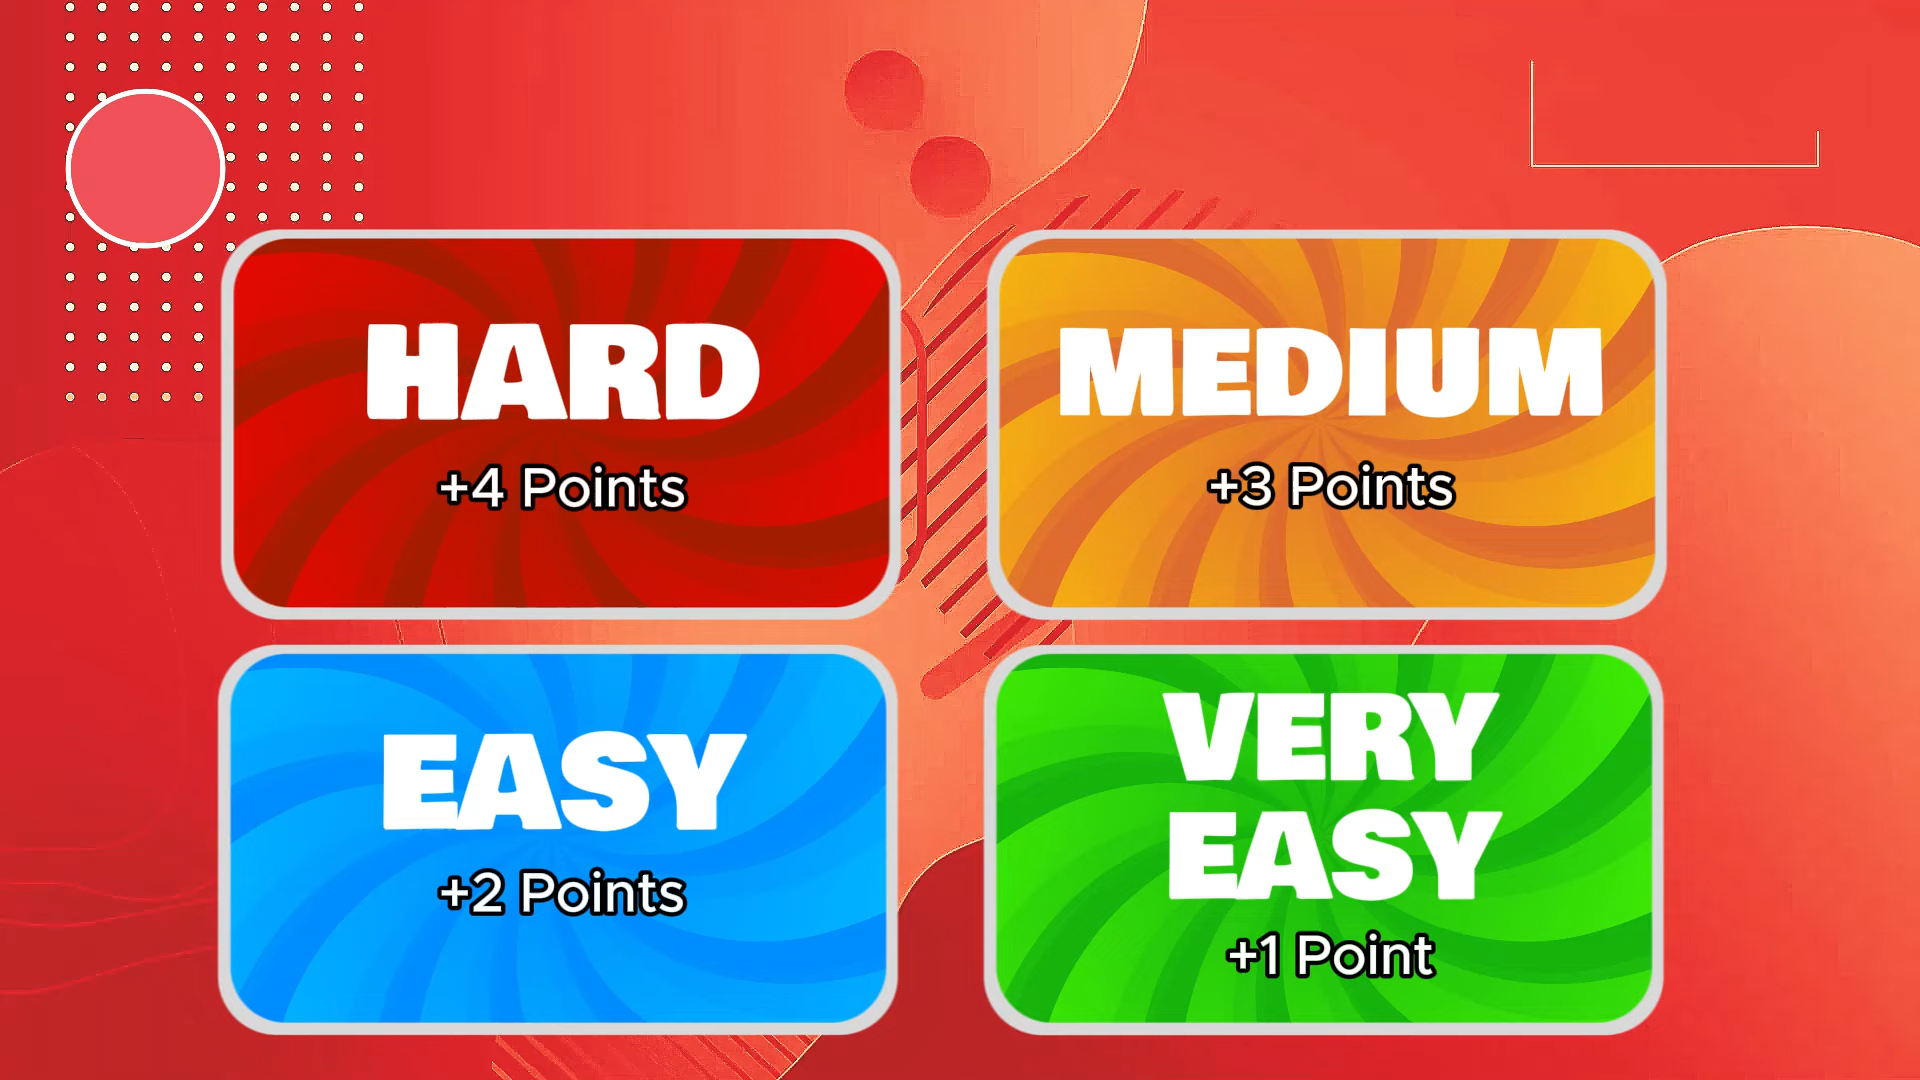 HARD
+4 Points
MEDIUM
+3 Points
EASY
+2 Points
VERY
EASY
+1 Point